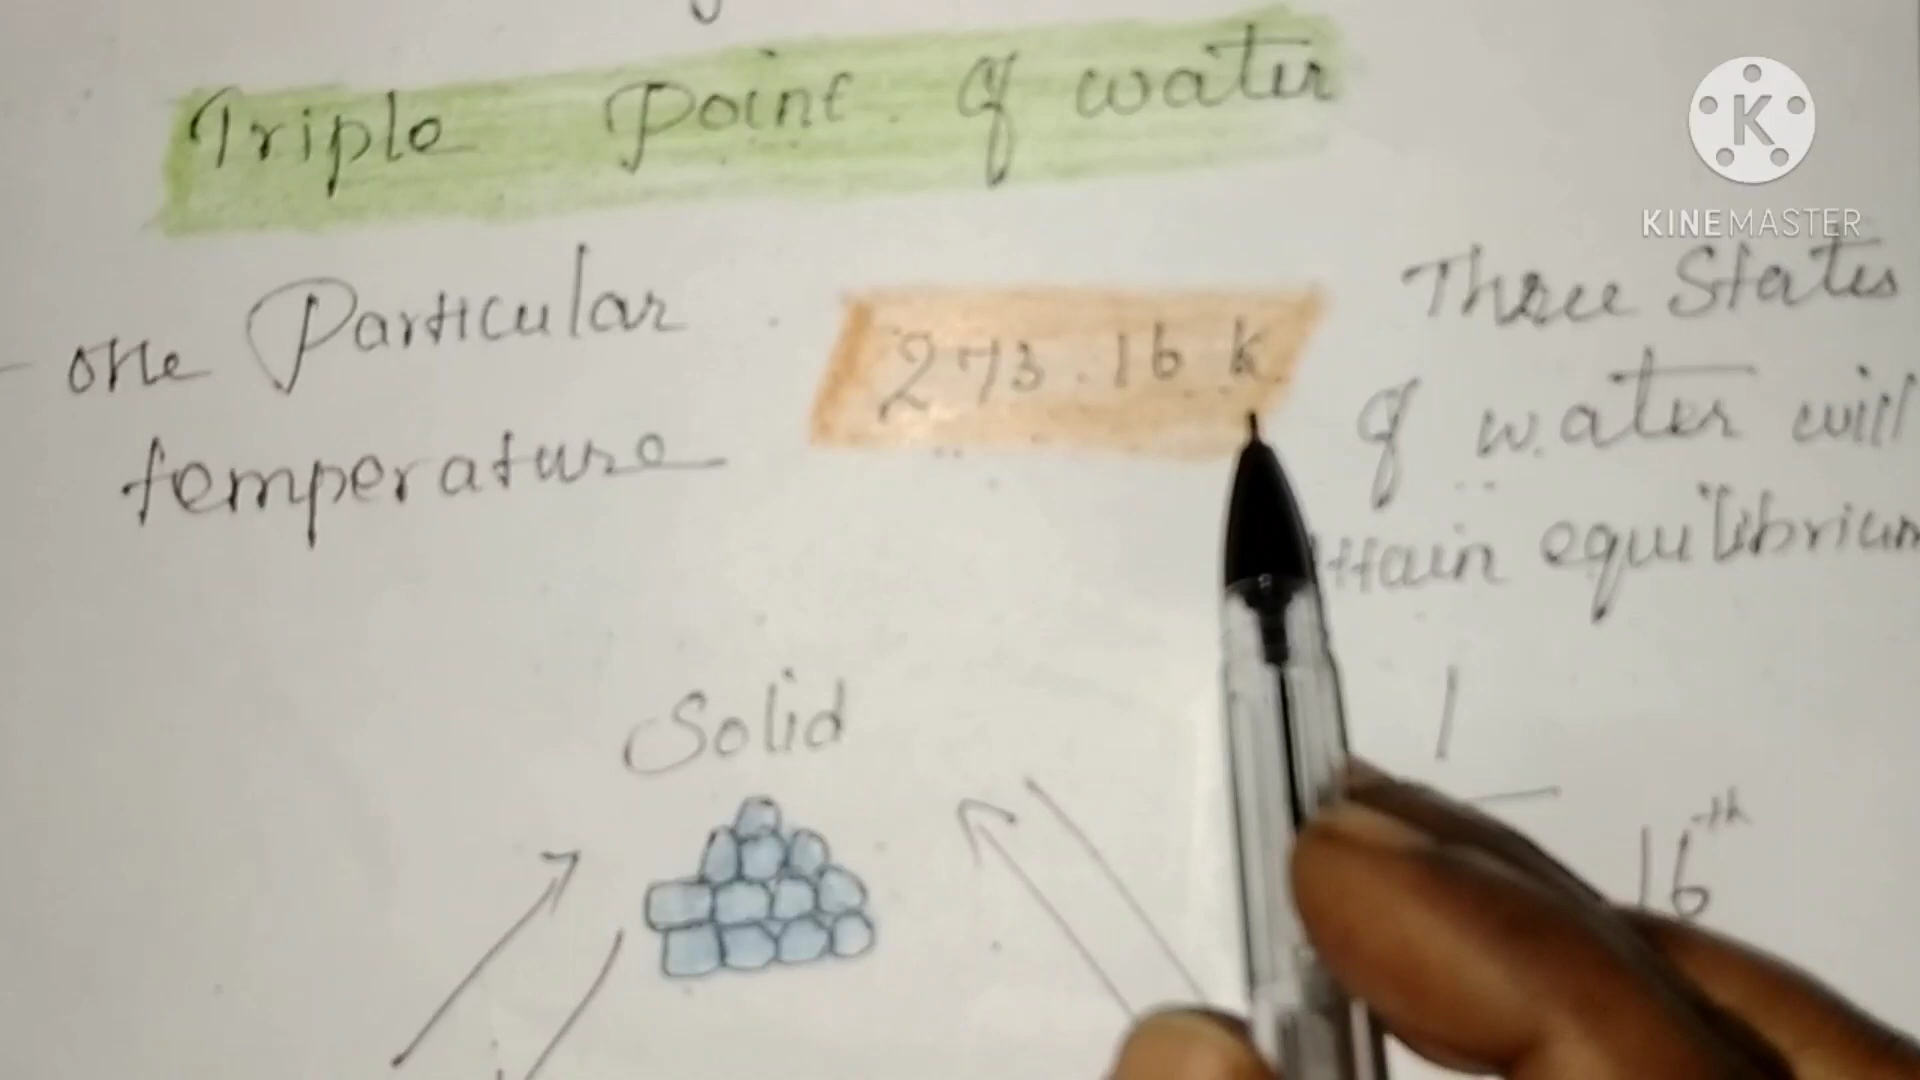 Triple Point of water
KINEMASTER
one Particular
temperature
273.16 K
Three States
of water will
attain equilibrium
Solid
1
16th